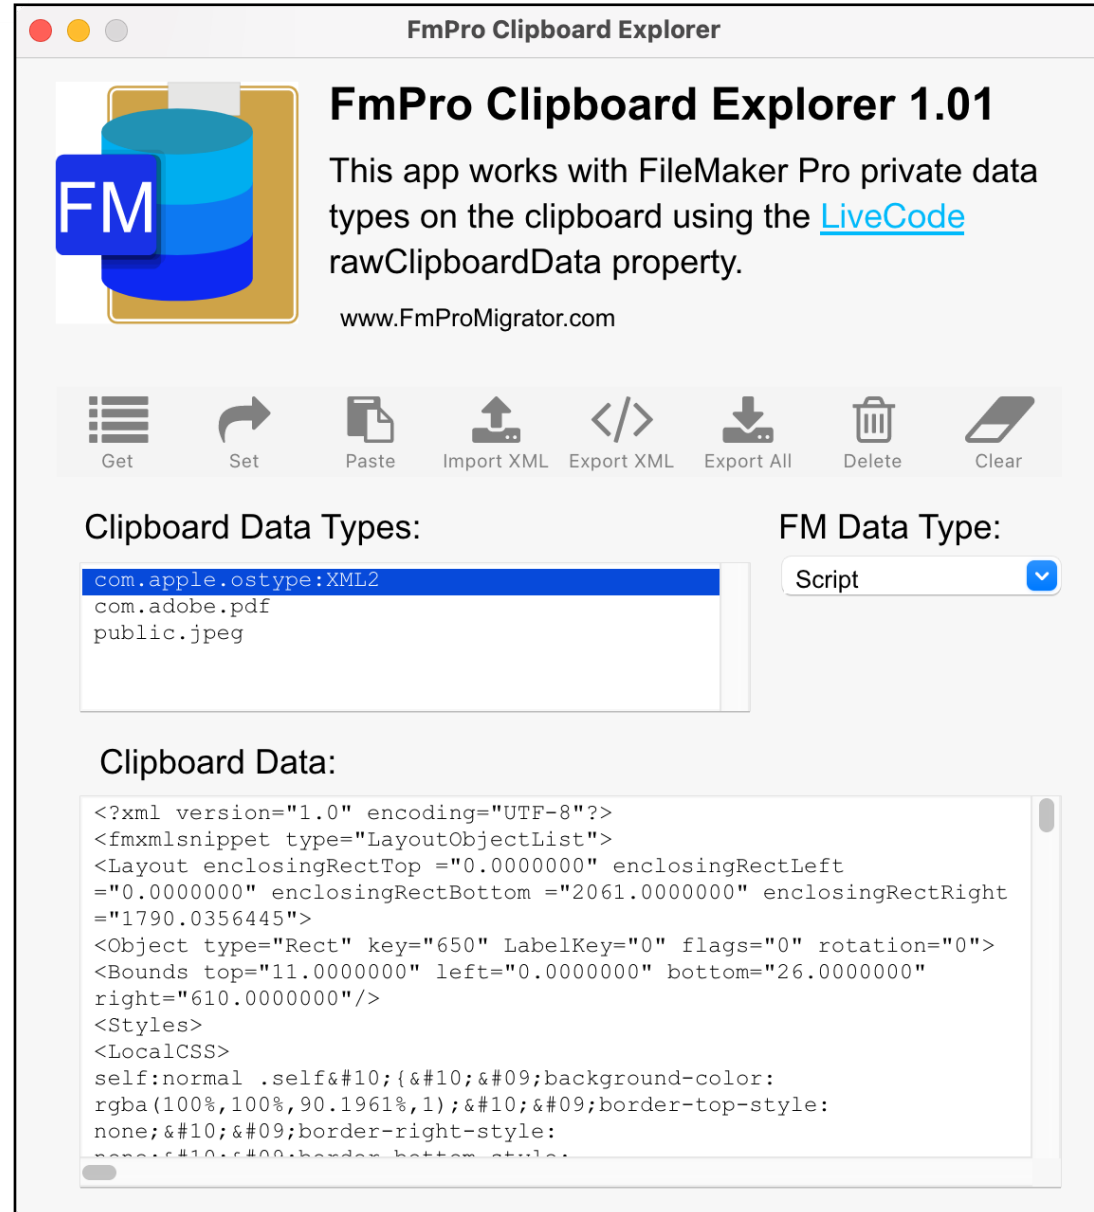 FmPro Clipboard Explorer
FM
FmPro Clipboard Explorer 1.01
This app works with FileMaker Pro private data
types on the clipboard using the LiveCode
rawClipboardData property.
www.FmProMigrator.com
Get Set Paste Import XML Export XML Export All Delete Clear
Clipboard Data Types:
FM Data Type:
com.apple.ostype:XML2
com.adobe.pdf
public.jpeg
Script
Clipboard Data:
<?xml version="1.0" encoding="UTF-8"?>
<fmxmlsnippet type="LayoutObjectList">
<Layout enclosingRectTop ="0.0000000" enclosingRectLeft
="0.0000000" enclosingRectBottom ="2061.0000000" enclosingRectRight
="1790.0356445">
<Object type="Rect" key="650" LabelKey="0" flags="0" rotation="0">
<Bounds top="11.0000000" left="0.0000000" bottom="26.0000000"
right="610.0000000"/>
<Styles>
<LocalCSS>
self:normal .self&#10;{&#10;&#09;background-color:
rgba(100%,100%,90.1961%,1);&#10;&#09;border-top-style:
none;&#10;&#09;border-right-style:
none;&#10;&#09;border-bottom-style: